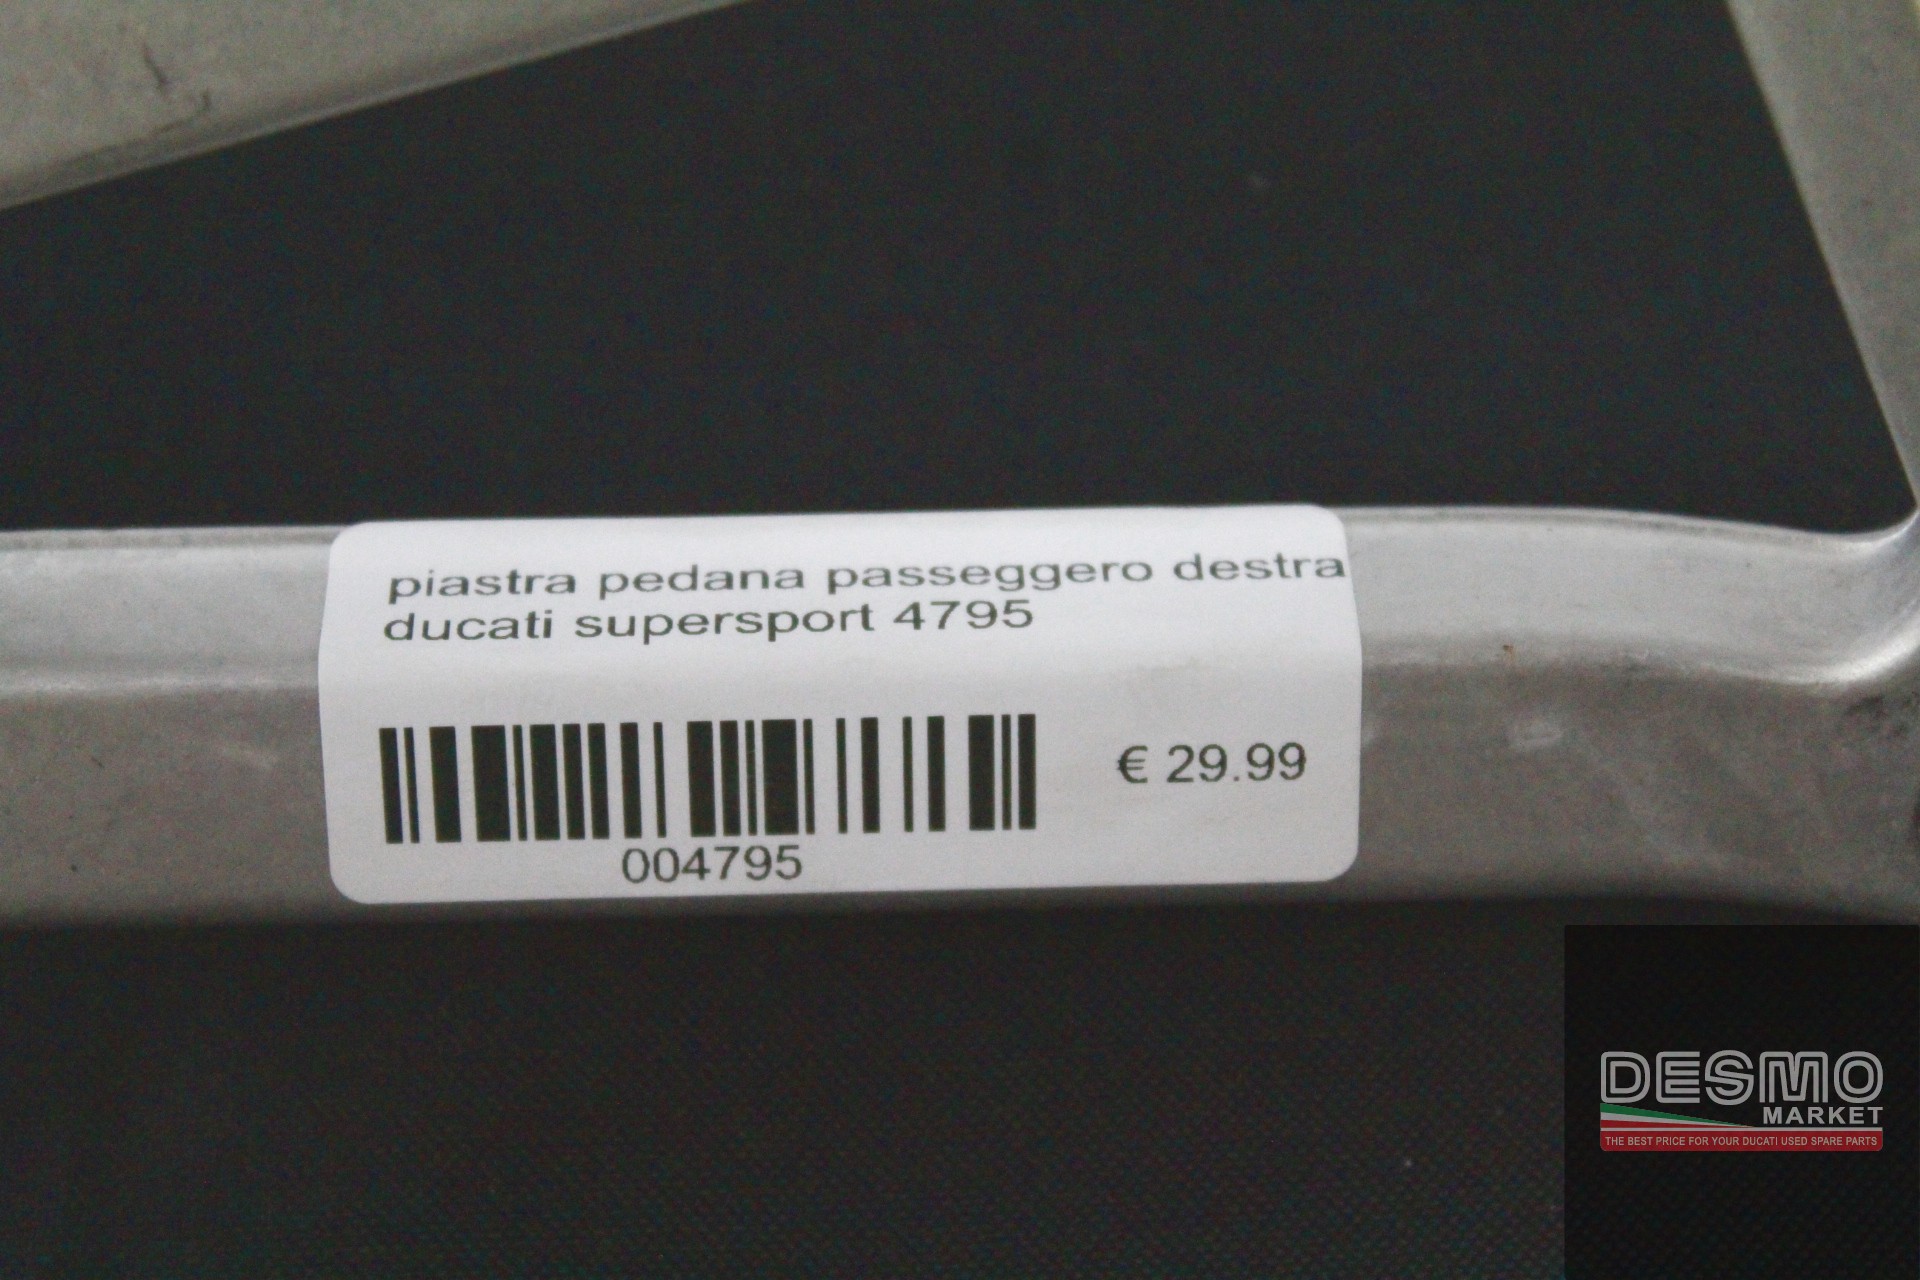 piastra pedana passeggero destra
ducati supersport 4795
€ 29.99
004795
DESMO
MARKET
THE BEST PRICE FOR YOUR DUCATI USED SPARE PARTS